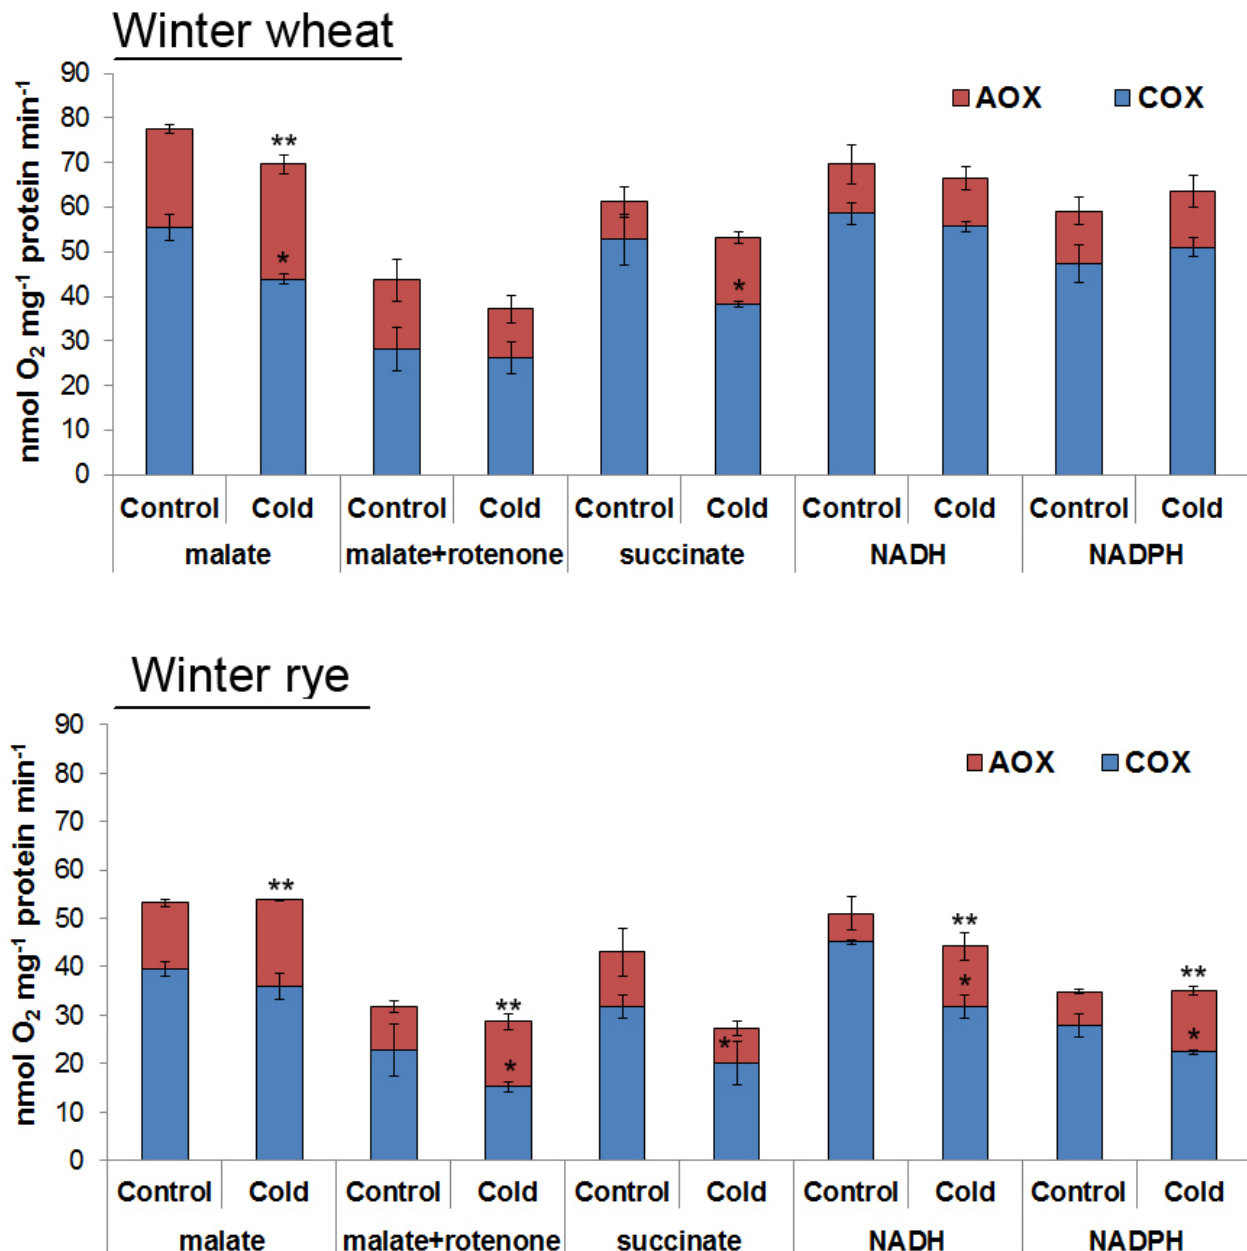 Winter wheat
AOX COX
nmol O₂ mg⁻¹ protein min⁻¹
90
80
70
60
50
40
30
20
10
0
**
*
*
Control Cold Control Cold Control Cold Control Cold Control Cold
malate malate+rotenone succinate NADH NADPH
Winter rye
AOX COX
nmol O₂ mg⁻¹ protein min⁻¹
90
80
70
60
50
40
30
20
10
0
** ** ** **
* * * *
Control Cold Control Cold Control Cold Control Cold Control Cold
malate malate+rotenone succinate NADH NADPH